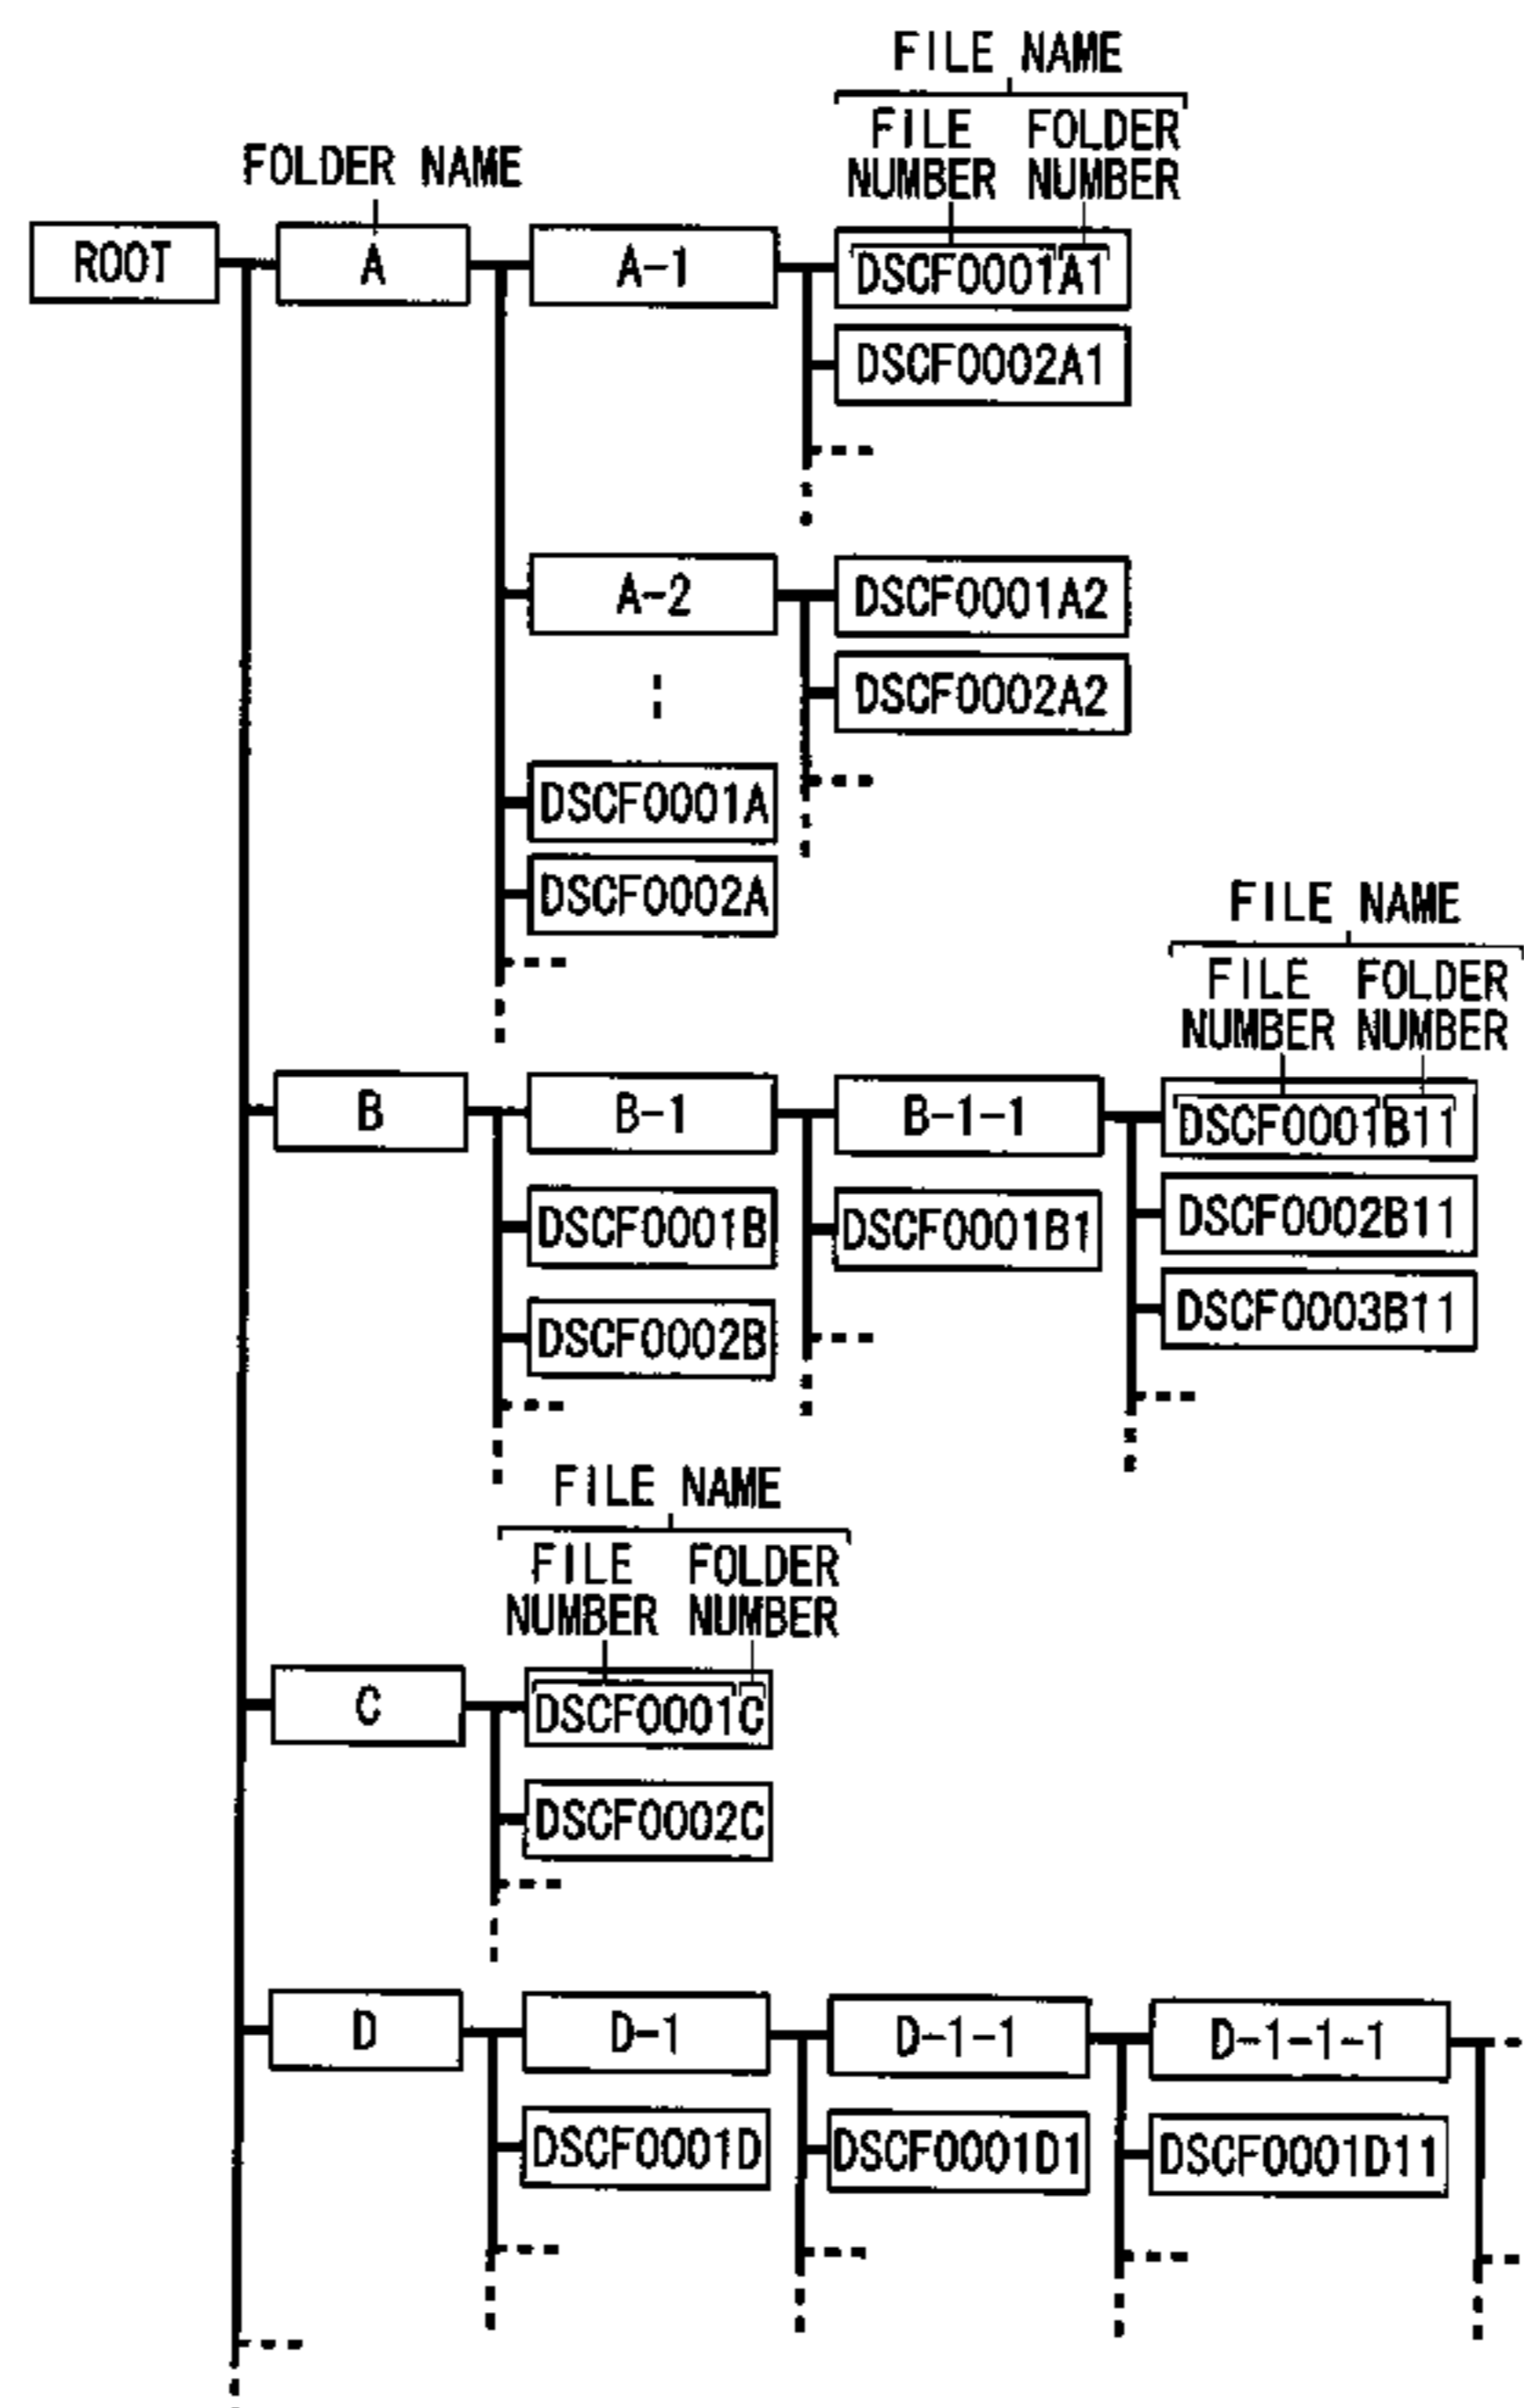 FILE NAME
FILE FOLDER
NUMBER NUMBER
FOLDER NAME
ROOT
A
A-1
DSCF0001A1
DSCF0002A1
A-2
DSCF0001A2
DSCF0002A2
DSCF0001A
DSCF0002A
FILE NAME
FILE FOLDER
NUMBER NUMBER
B
B-1
B-1-1
DSCF0001B11
DSCF0001B
DSCF0001B1
DSCF0002B11
DSCF0002B
DSCF0003B11
FILE NAME
FILE FOLDER
NUMBER NUMBER
C
DSCF0001C
DSCF0002C
D
D-1
D-1-1
D-1-1-1
DSCF0001D
DSCF0001D1
DSCF0001D11